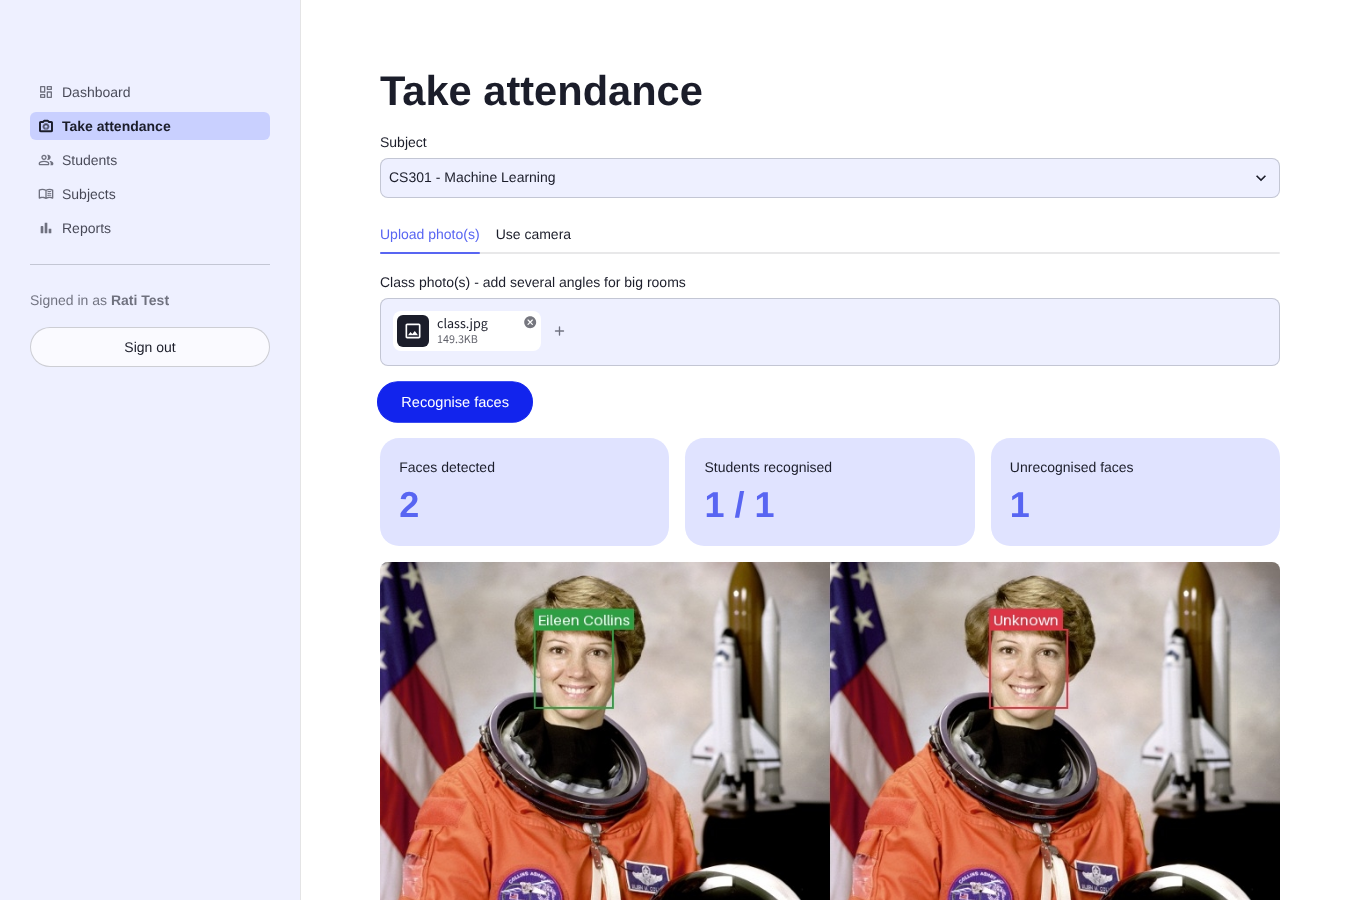 Dashboard
Take attendance
Students
Subjects
Reports
Signed in as Rati Test
Sign out
Take attendance
Subject
CS301 - Machine Learning
Upload photo(s) Use camera
Class photo(s) - add several angles for big rooms
class.jpg
149.3KB
Recognise faces
Faces detected
2
Students recognised
1 / 1
Unrecognised faces
1
Eileen Collins
Unknown